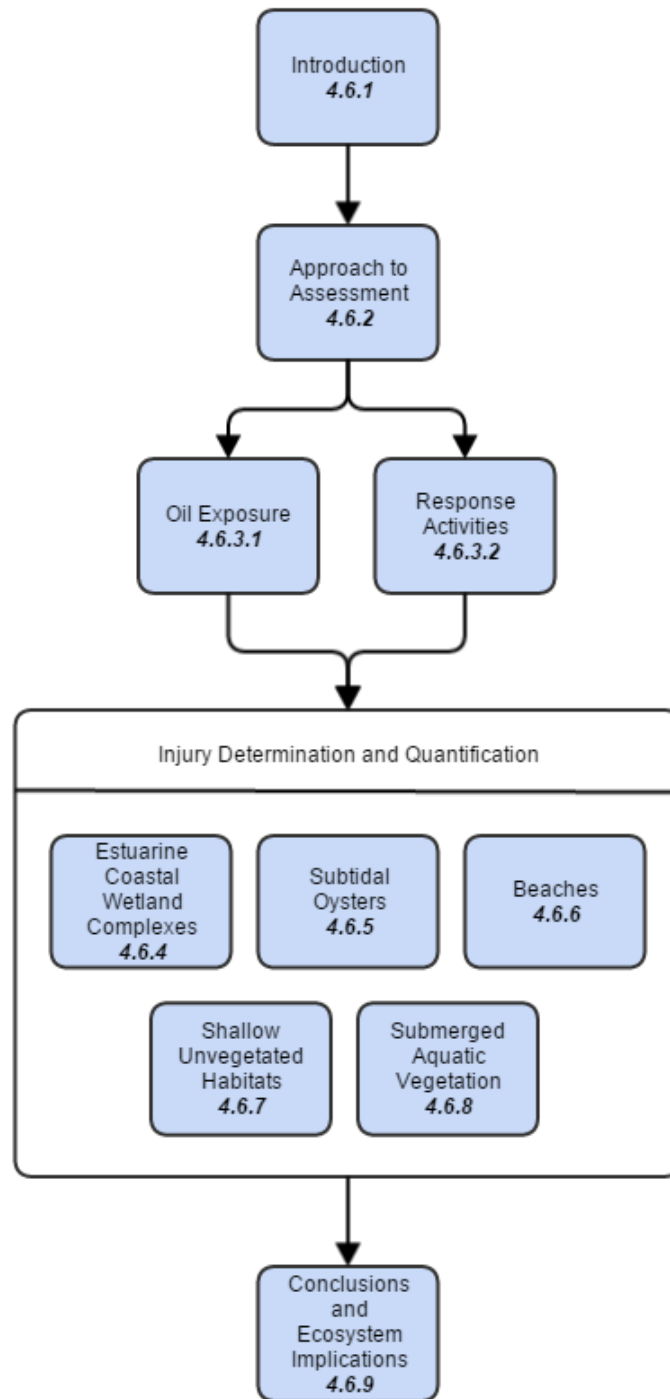 Introduction
4.6.1
Approach to
Assessment
4.6.2
Oil Exposure
4.6.3.1
Response
Activities
4.6.3.2
Injury Determination and Quantification
Estuarine
Coastal
Wetland
Complexes
4.6.4
Subtidal
Oysters
4.6.5
Beaches
4.6.6
Shallow
Unvegetated
Habitats
4.6.7
Submerged
Aquatic
Vegetation
4.6.8
Conclusions
and
Ecosystem
Implications
4.6.9